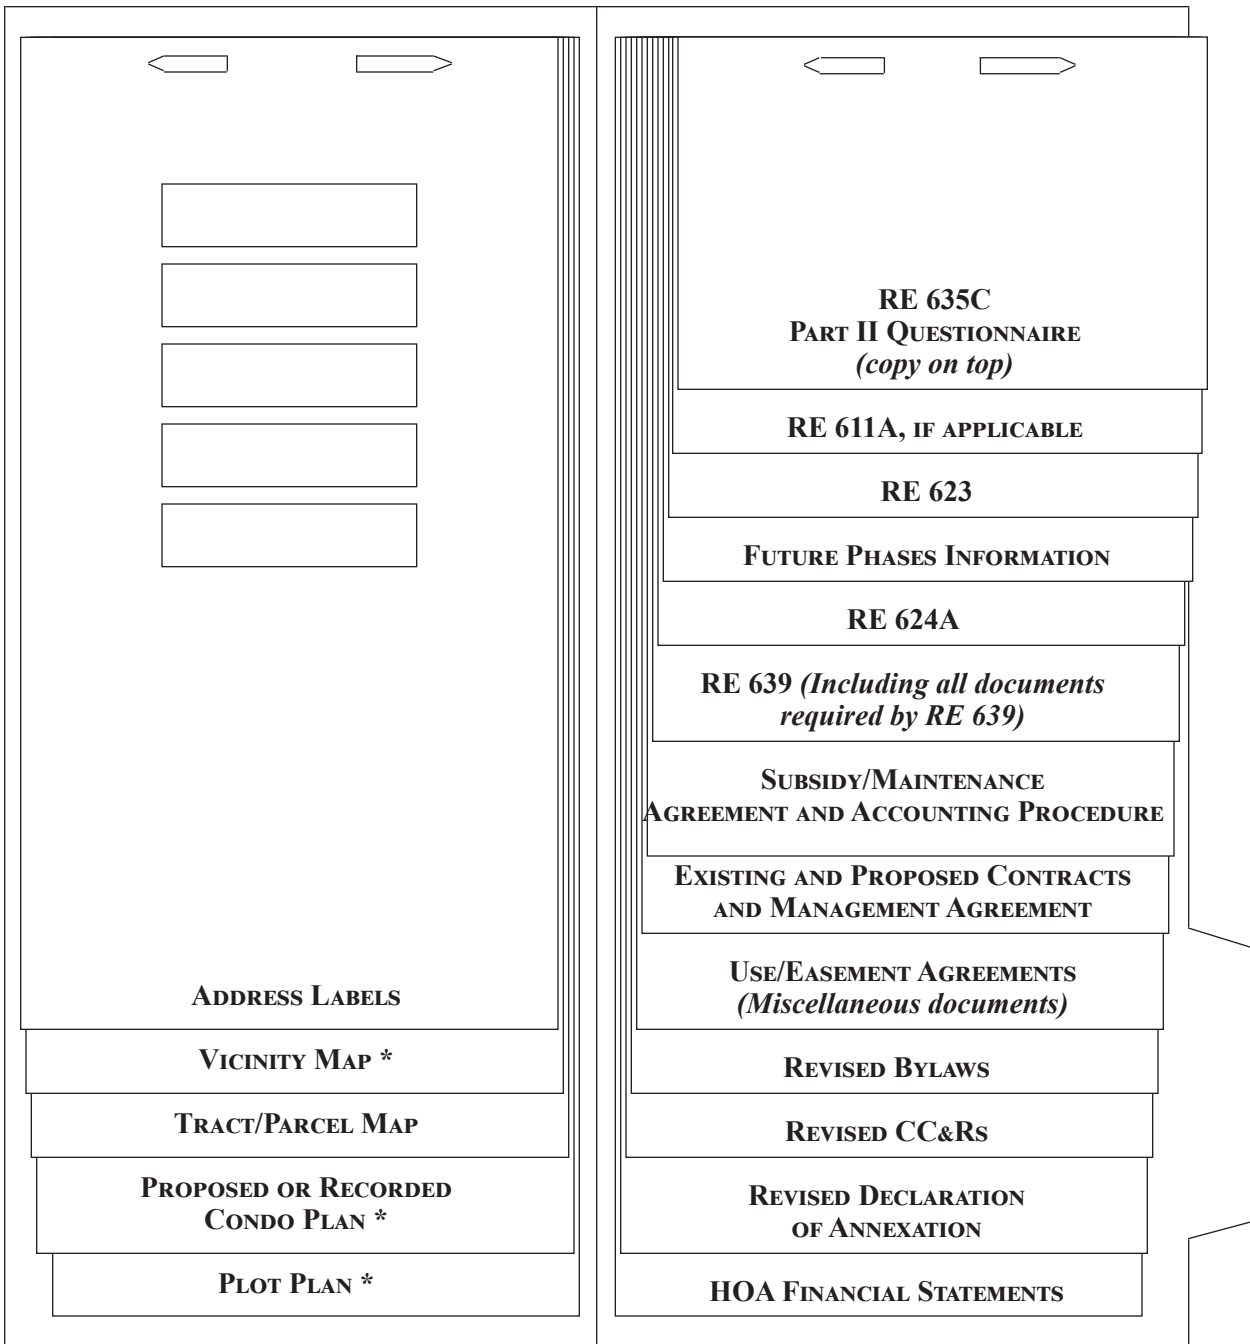 Address Labels
Vicinity Map *
Tract/Parcel Map
Proposed or Recorded
Condo Plan *
Plot Plan *
RE 635C
Part II Questionnaire
(copy on top)
RE 611A, if applicable
RE 623
Future Phases Information
RE 624A
RE 639 (Including all documents
required by RE 639)
Subsidy/Maintenance
Agreement and Accounting Procedure
Existing and Proposed Contracts
and Management Agreement
Use/Easement Agreements
(Miscellaneous documents)
Revised Bylaws
Revised CC&Rs
Revised Declaration
of Annexation
HOA Financial Statements